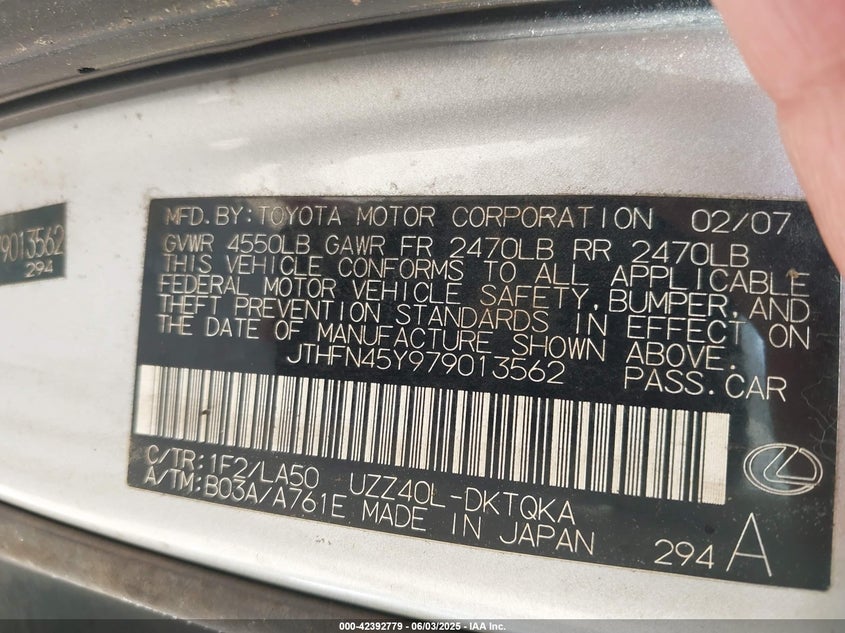 79013562
294
MFD. BY: TOYOTA MOTOR CORPORATION 02/07
GVWR 4550LB GAWR FR 2470LB RR 2470LB
THIS VEHICLE CONFORMS TO ALL APPLICABLE
FEDERAL MOTOR VEHICLE SAFETY, BUMPER, AND
THEFT PREVENTION STANDARDS IN EFFECT ON
THE DATE OF MANUFACTURE SHOWN ABOVE.
JTHFN45Y979013562 PASS. CAR
C/TR: 1F2/LA50 UZZ40L-DKTQKA
A/TM: B03A/A761E MADE IN JAPAN
294 A
000-42392779 - 06/03/2025 - IAA Inc.